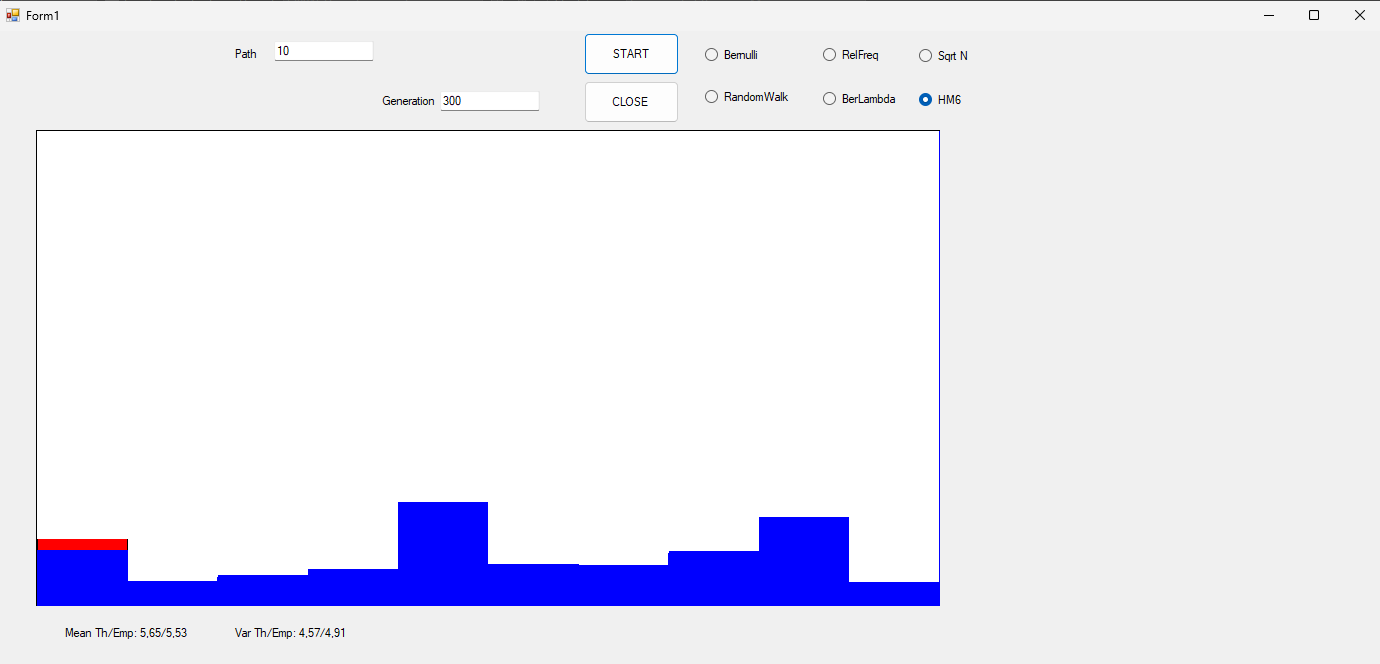 Form1
Path 10 START Bernulli RelFreq Sqrt N
Generation 300 CLOSE RandomWalk BerLambda HM6
Mean Th/Emp: 5,65/5,53 Var Th/Emp: 4,57/4,91